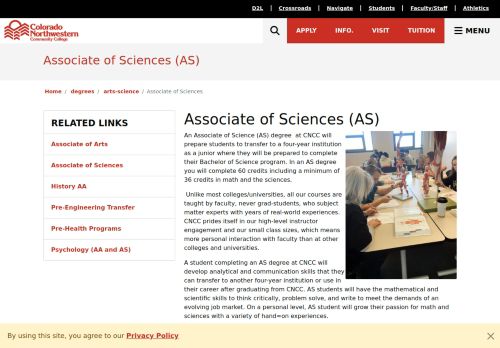 D2L | Crossroads | Navigate | Students | Faculty/Staff | Athletics
Colorado
Northwestern
Community College
APPLY INFO. VISIT TUITION MENU
Associate of Sciences (AS)
Home / degrees / arts-science / Associate of Sciences
RELATED LINKS
Associate of Arts
Associate of Sciences
History AA
Pre-Engineering Transfer
Pre-Health Programs
Psychology (AA and AS)
Associate of Sciences (AS)
An Associate of Science (AS) degree at CNCC will
prepare students to transfer to a four-year institution
as a junior where they will be prepared to complete
their Bachelor of Science program. In an AS degree
you will complete 60 credits including a minimum of
36 credits in math and the sciences.
Unlike most colleges/universities, all our courses are
taught by faculty, never grad-students, who subject
matter experts with years of real-world experiences.
CNCC prides itself in our high-level instructor
engagement and our small class sizes, which means
more personal interaction with faculty than at other
colleges and universities.
A student completing an AS degree at CNCC will
develop analytical and communication skills that they
can transfer to another four-year institution or use in
their career after graduating from CNCC. AS students will have the mathematical and
scientific skills to think critically, problem solve, and write to meet the demands of an
evolving job market. On a personal level, AS student will grow their passion for math and
sciences with a variety of hand=on experiences.
By using this site, you agree to our Privacy Policy ×